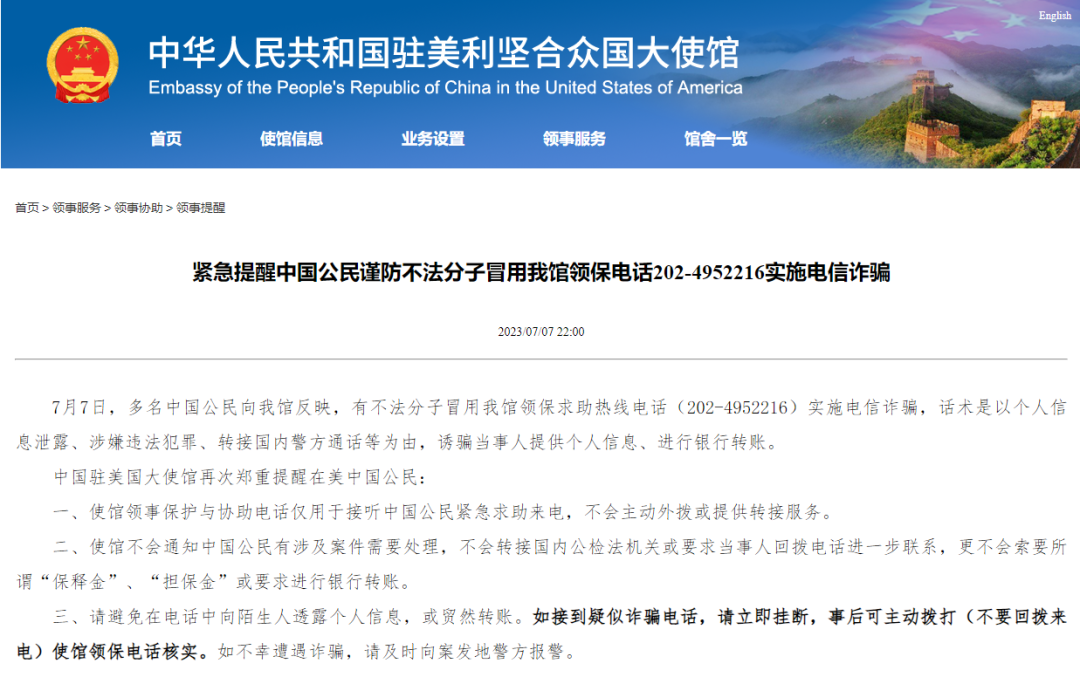 English
中华人民共和国驻美利坚合众国大使馆
Embassy of the People's Republic of China in the United States of America
首页 使馆信息 业务设置 领事服务 馆舍一览
首页 > 领事服务 > 领事协助 > 领事提醒
紧急提醒中国公民谨防不法分子冒用我馆领保电话202-4952216实施电信诈骗
2023/07/07 22:00
7月7日，多名中国公民向我馆反映，有不法分子冒用我馆领保求助热线电话（202-4952216）实施电信诈骗，话术是以个人信
息泄露、涉嫌违法犯罪、转接国内警方通话等为由，诱骗当事人提供个人信息、进行银行转账。
中国驻美国大使馆再次郑重提醒在美中国公民：
一、使馆领事保护与协助电话仅用于接听中国公民紧急求助来电，不会主动外拨或提供转接服务。
二、使馆不会通知中国公民有涉及案件需要处理，不会转接国内公检法机关或要求当事人回拨电话进一步联系，更不会索要所
谓“保释金”、“担保金”或要求进行银行转账。
三、请避免在电话中向陌生人透露个人信息，或贸然转账。如接到疑似诈骗电话，请立即挂断，事后可主动拨打（不要回拨来
电）使馆领保电话核实。如不幸遭遇诈骗，请及时向案发地警方报警。